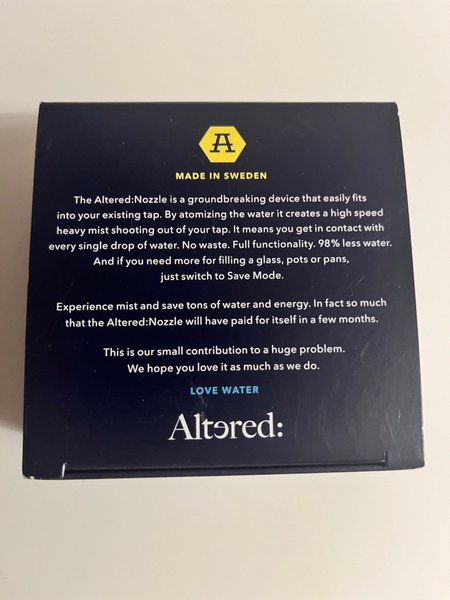 A
MADE IN SWEDEN
The Altered:Nozzle is a groundbreaking device that easily fits
into your existing tap. By atomizing the water it creates a high speed
heavy mist shooting out of your tap. It means you get in contact with
every single drop of water. No waste. Full functionality. 98% less water.
And if you need more for filling a glass, pots or pans,
just switch to Save Mode.
Experience mist and save tons of water and energy. In fact so much
that the Altered:Nozzle will have paid for itself in a few months.
This is our small contribution to a huge problem.
We hope you love it as much as we do.
LOVE WATER
Altered: